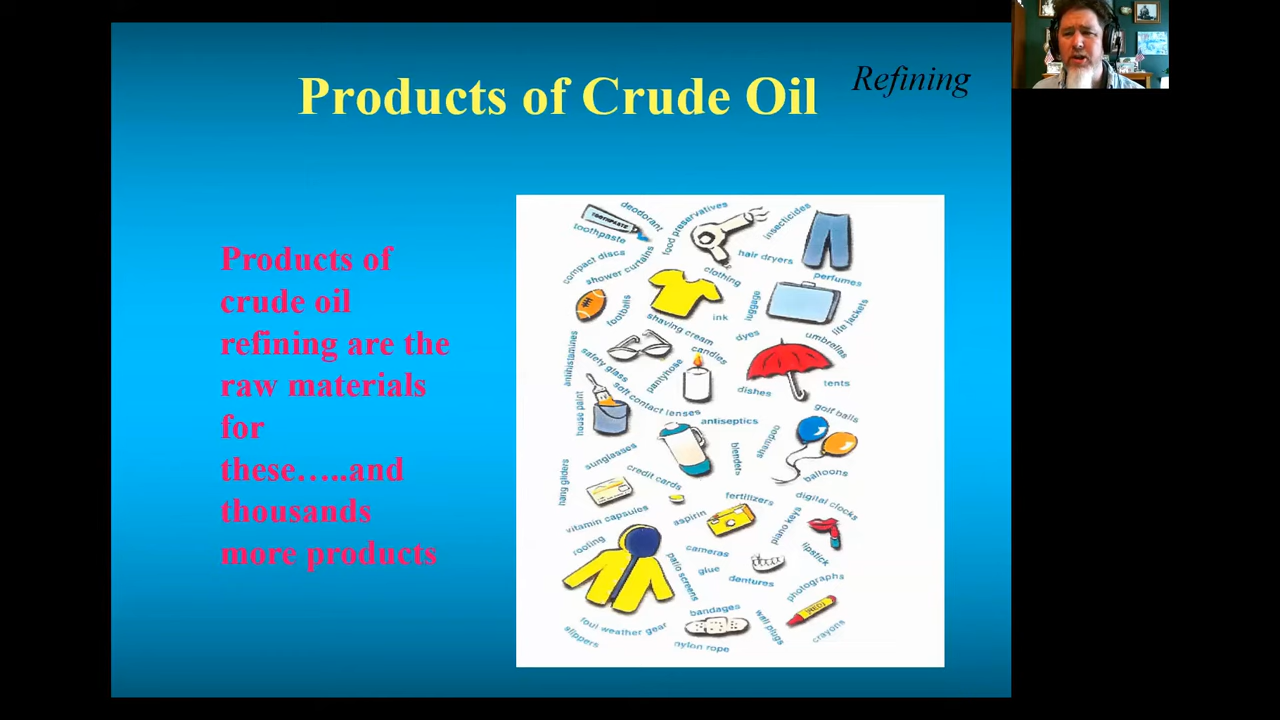 Products of Crude Oil
Refining
Products of
crude oil
refining are the
raw materials
for
these…..and
thousands
more products
deodorant
TOOTHPASTE
toothpaste
food preservatives
insecticides
compact discs
shower curtains
hair dryers
clothing
perfumes
footballs
ink
luggage
life jackets
shaving cream
dyes
umbrellas
antihistamines
safety glass
pantyhose
candles
dishes
tents
house paint
soft contact lenses
antiseptics
golf balls
sunglasses
blenders
shampoo
balloons
hang gliders
credit cards
fertilizers
digital clocks
vitamin capsules
aspirin
piano keys
roofing
cameras
lipstick
patio screens
glue
dentures
photographs
bandages
RED
foul weather gear
wall plugs
crayons
slippers
nylon rope